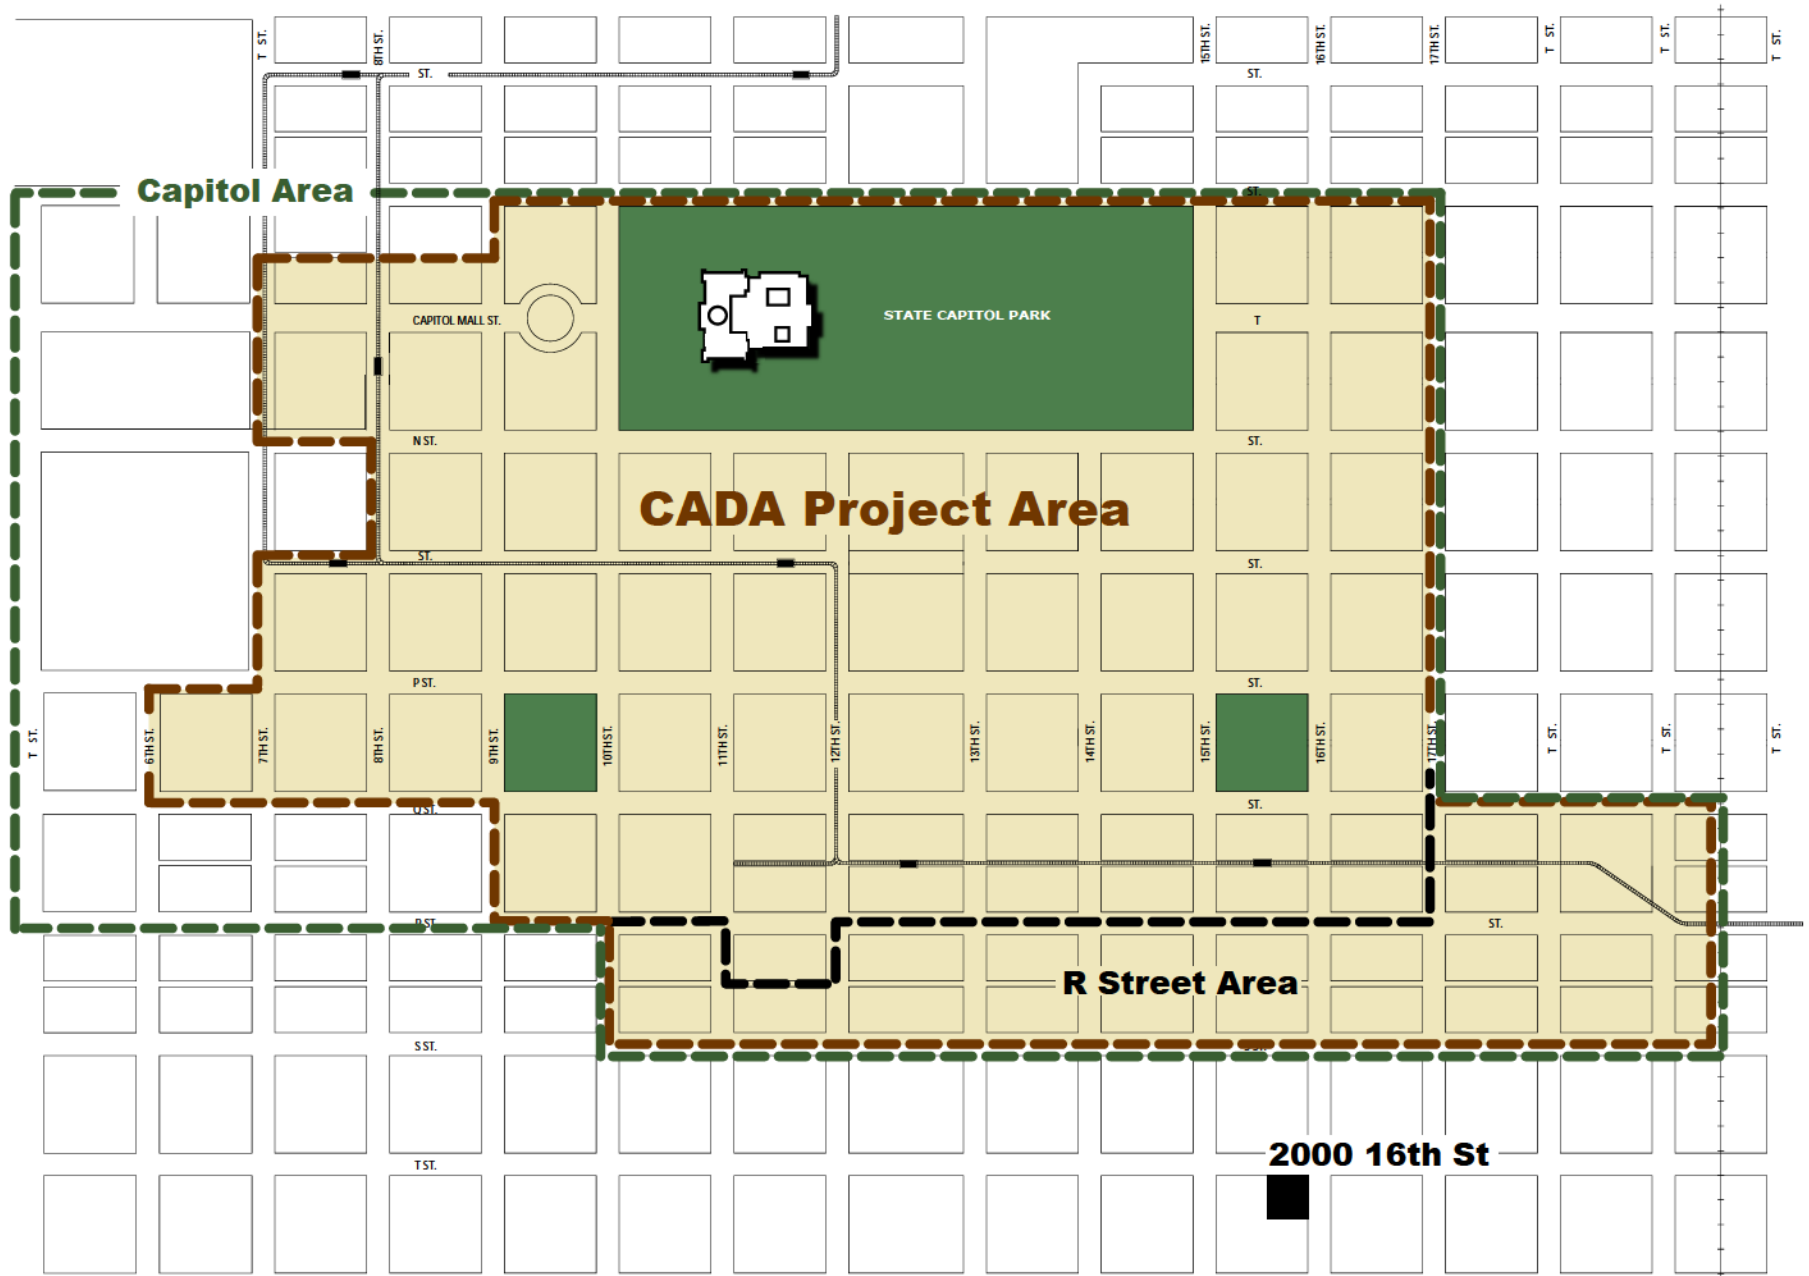 T ST.
8TH ST.
15TH ST.
16TH ST.
17TH ST.
T ST.
T ST.
T ST.
ST.
ST.
Capitol Area
ST.
STATE CAPITOL PARK
CAPITOL MALL ST.
T
N ST.
ST.
CADA Project Area
ST.
ST.
P ST.
ST.
T ST.
6TH ST.
7TH ST.
8TH ST.
9TH ST.
10TH ST.
11TH ST.
12TH ST.
13TH ST.
14TH ST.
15TH ST.
16TH ST.
17TH ST.
T ST.
T ST.
T ST.
Q ST.
ST.
ST.
R Street Area
S ST.
2000 16th St
T ST.